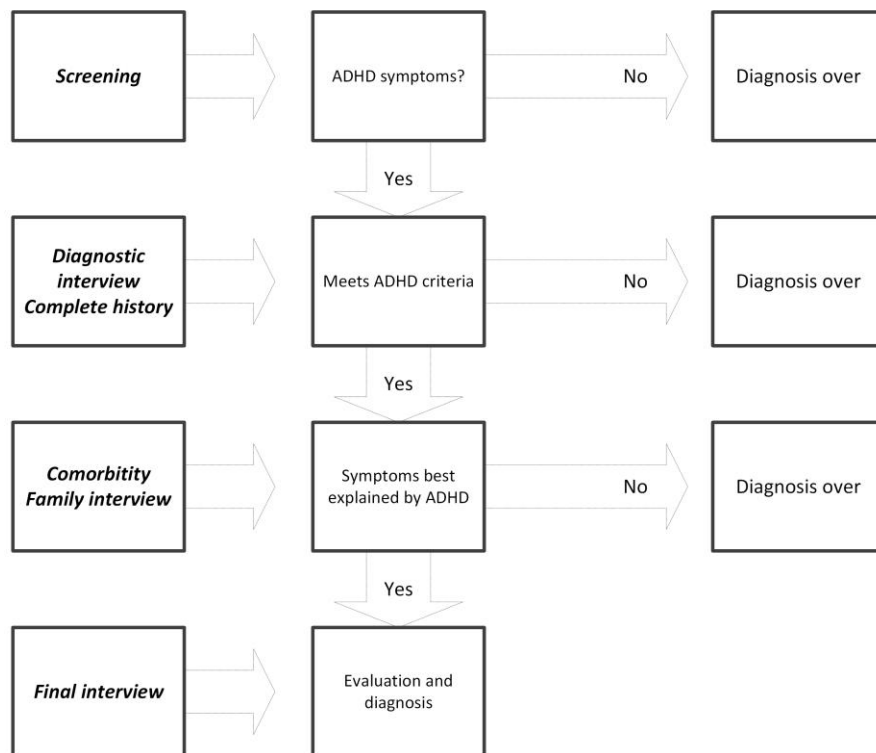 Screening
ADHD symptoms?
No
Diagnosis over
Yes
Diagnostic
interview
Complete history
Meets ADHD criteria
No
Diagnosis over
Yes
Comorbitity
Family interview
Symptoms best
explained by ADHD
No
Diagnosis over
Yes
Final interview
Evaluation and
diagnosis